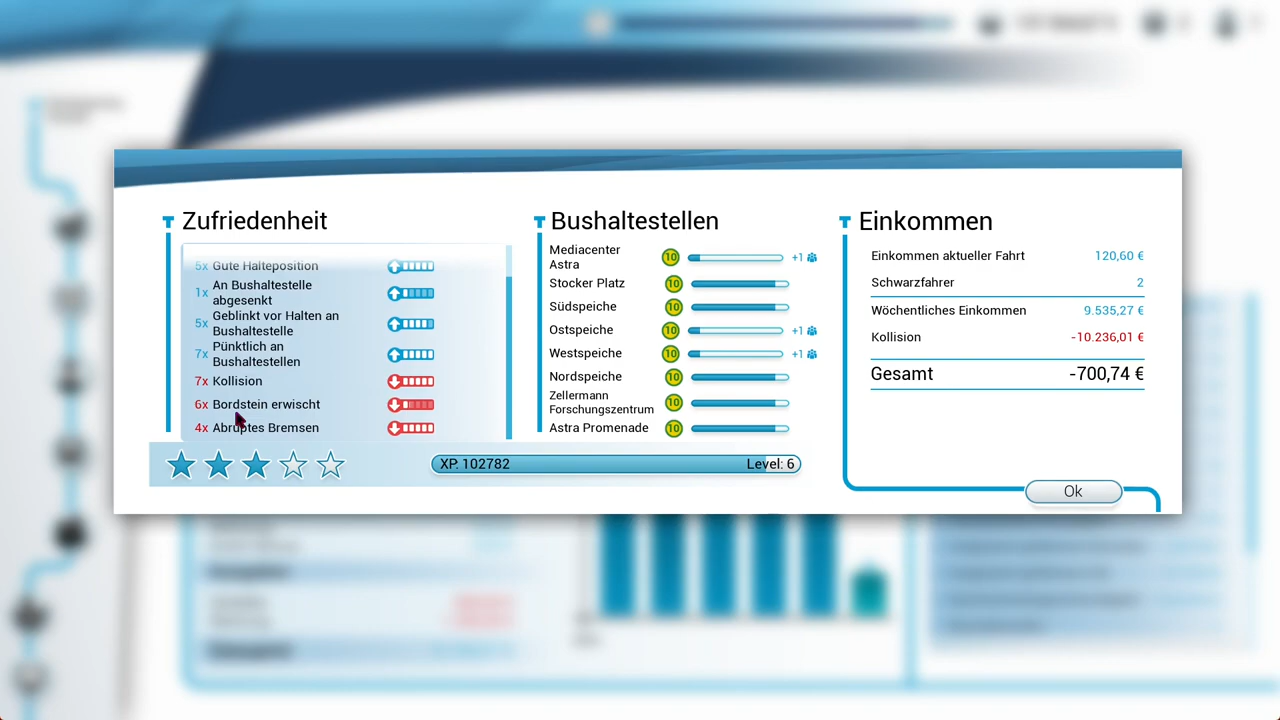 Zufriedenheit
5x Gute Halteposition
1x An Bushaltestelle
abgesenkt
5x Geblinkt vor Halten an
Bushaltestelle
7x Pünktlich an
Bushaltestellen
7x Kollision
6x Bordstein erwischt
4x Abruptes Bremsen
Bushaltestellen
Mediacenter
Astra 10 +1
Stocker Platz 10
Südspeiche 10
Ostspeiche 10 +1
Westspeiche 10 +1
Nordspeiche 10
Zellermann
Forschungszentrum 10
Astra Promenade 10
Einkommen
Einkommen aktueller Fahrt 120,60 €
Schwarzfahrer 2
Wöchentliches Einkommen 9.535,27 €
Kollision -10.236,01 €
Gesamt -700,74 €
XP: 102782 Level: 6
Ok